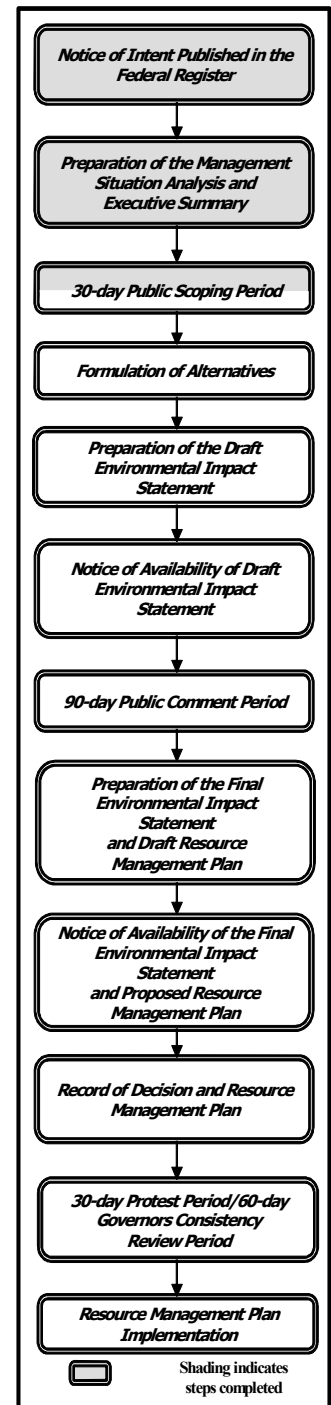 Notice of Intent Published in the
Federal Register
Preparation of the Management
Situation Analysis and
Executive Summary
30-day Public Scoping Period
Formulation of Alternatives
Preparation of the Draft
Environmental Impact
Statement
Notice of Availability of Draft
Environmental Impact
Statement
90-day Public Comment Period
Preparation of the Final
Environmental Impact
Statement
and Draft Resource
Management Plan
Notice of Availability of the Final
Environmental Impact
Statement
and Proposed Resource
Management Plan
Record of Decision and Resource
Management Plan
30-day Protest Period/60-day
Governors Consistency
Review Period
Resource Management Plan
Implementation
Shading indicates
steps completed